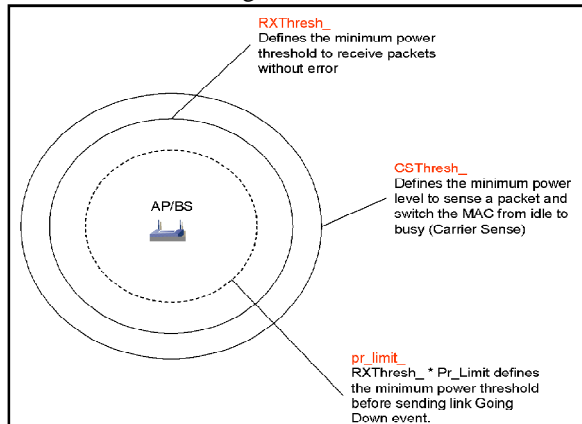 RXThresh_
Defines the minimum power
threshold to receive packets
without error
CSThresh_
Defines the minimum power
level to sense a packet and
switch the MAC from idle to
busy (Carrier Sense)
AP/BS
pr_limit_
RXThresh_ * Pr_Limit defines
the minimum power threshold
before sending link Going
Down event.